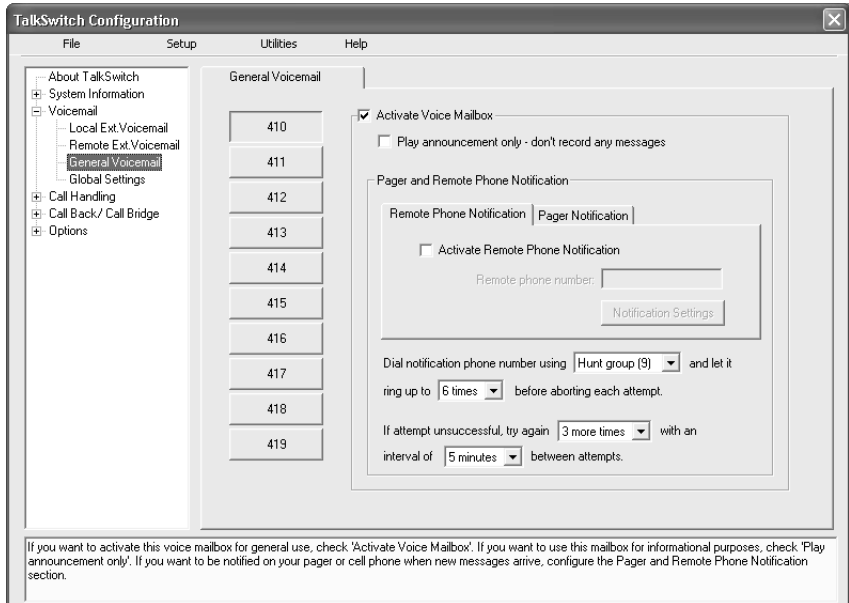 TalkSwitch Configuration
File Setup Utilities Help
About TalkSwitch
System Information
Voicemail
Local Ext.Voicemail
Remote Ext.Voicemail
General Voicemail
Global Settings
Call Handling
Call Back/ Call Bridge
Options
General Voicemail
410
411
412
413
414
415
416
417
418
419
Activate Voice Mailbox
Play announcement only - don't record any messages
Pager and Remote Phone Notification
Remote Phone Notification Pager Notification
Activate Remote Phone Notification
Remote phone number:
Notification Settings
Dial notification phone number using Hunt group (9) and let it
ring up to 6 times before aborting each attempt.
If attempt unsuccessful, try again 3 more times with an
interval of 5 minutes between attempts.
If you want to activate this voice mailbox for general use, check 'Activate Voice Mailbox'. If you want to use this mailbox for informational purposes, check 'Play
announcement only'. If you want to be notified on your pager or cell phone when new messages arrive, configure the Pager and Remote Phone Notification
section.